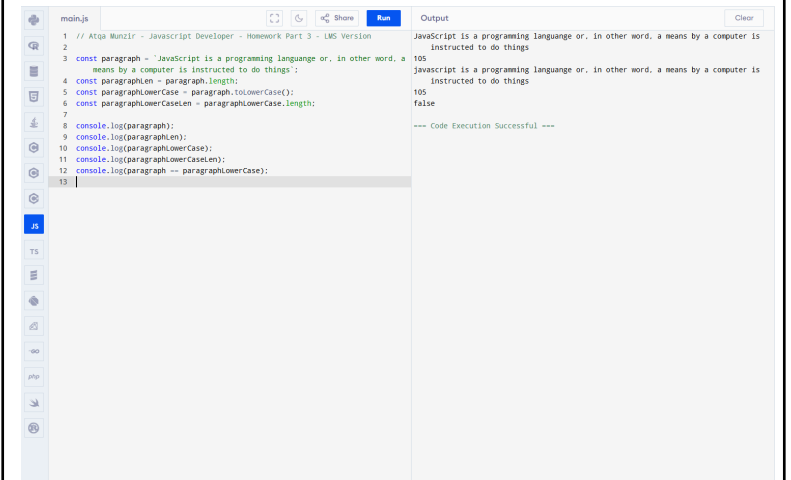 main.js
Share
Run
Output
Clear
1 // Atqa Munzir - Javascript Developer - Homework Part 3 - LMS Version
2
3 const paragraph = `JavaScript is a programming languange or, in other word, a
means by a computer is instructed to do things`;
4 const paragraphLen = paragraph.length;
5 const paragraphLowerCase = paragraph.toLowerCase();
6 const paragraphLowerCaseLen = paragraphLowerCase.length;
7
8 console.log(paragraph);
9 console.log(paragraphLen);
10 console.log(paragraphLowerCase);
11 console.log(paragraphLowerCaseLen);
12 console.log(paragraph == paragraphLowerCase);
13
JavaScript is a programming languange or, in other word, a means by a computer is
instructed to do things
105
javascript is a programming languange or, in other word, a means by a computer is
instructed to do things
105
false
=== Code Execution Successful ===
JS
TS
GO
php